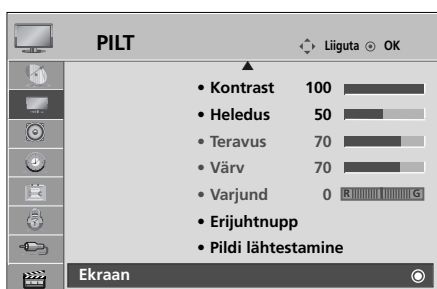 PILT Liiguta OK
• Kontrast 100
• Heledus 50
• Teravus 70
• Värv 70
• Varjund 0 R G
• Erijuhtnupp
• Pildi lähtestamine
Ekraan